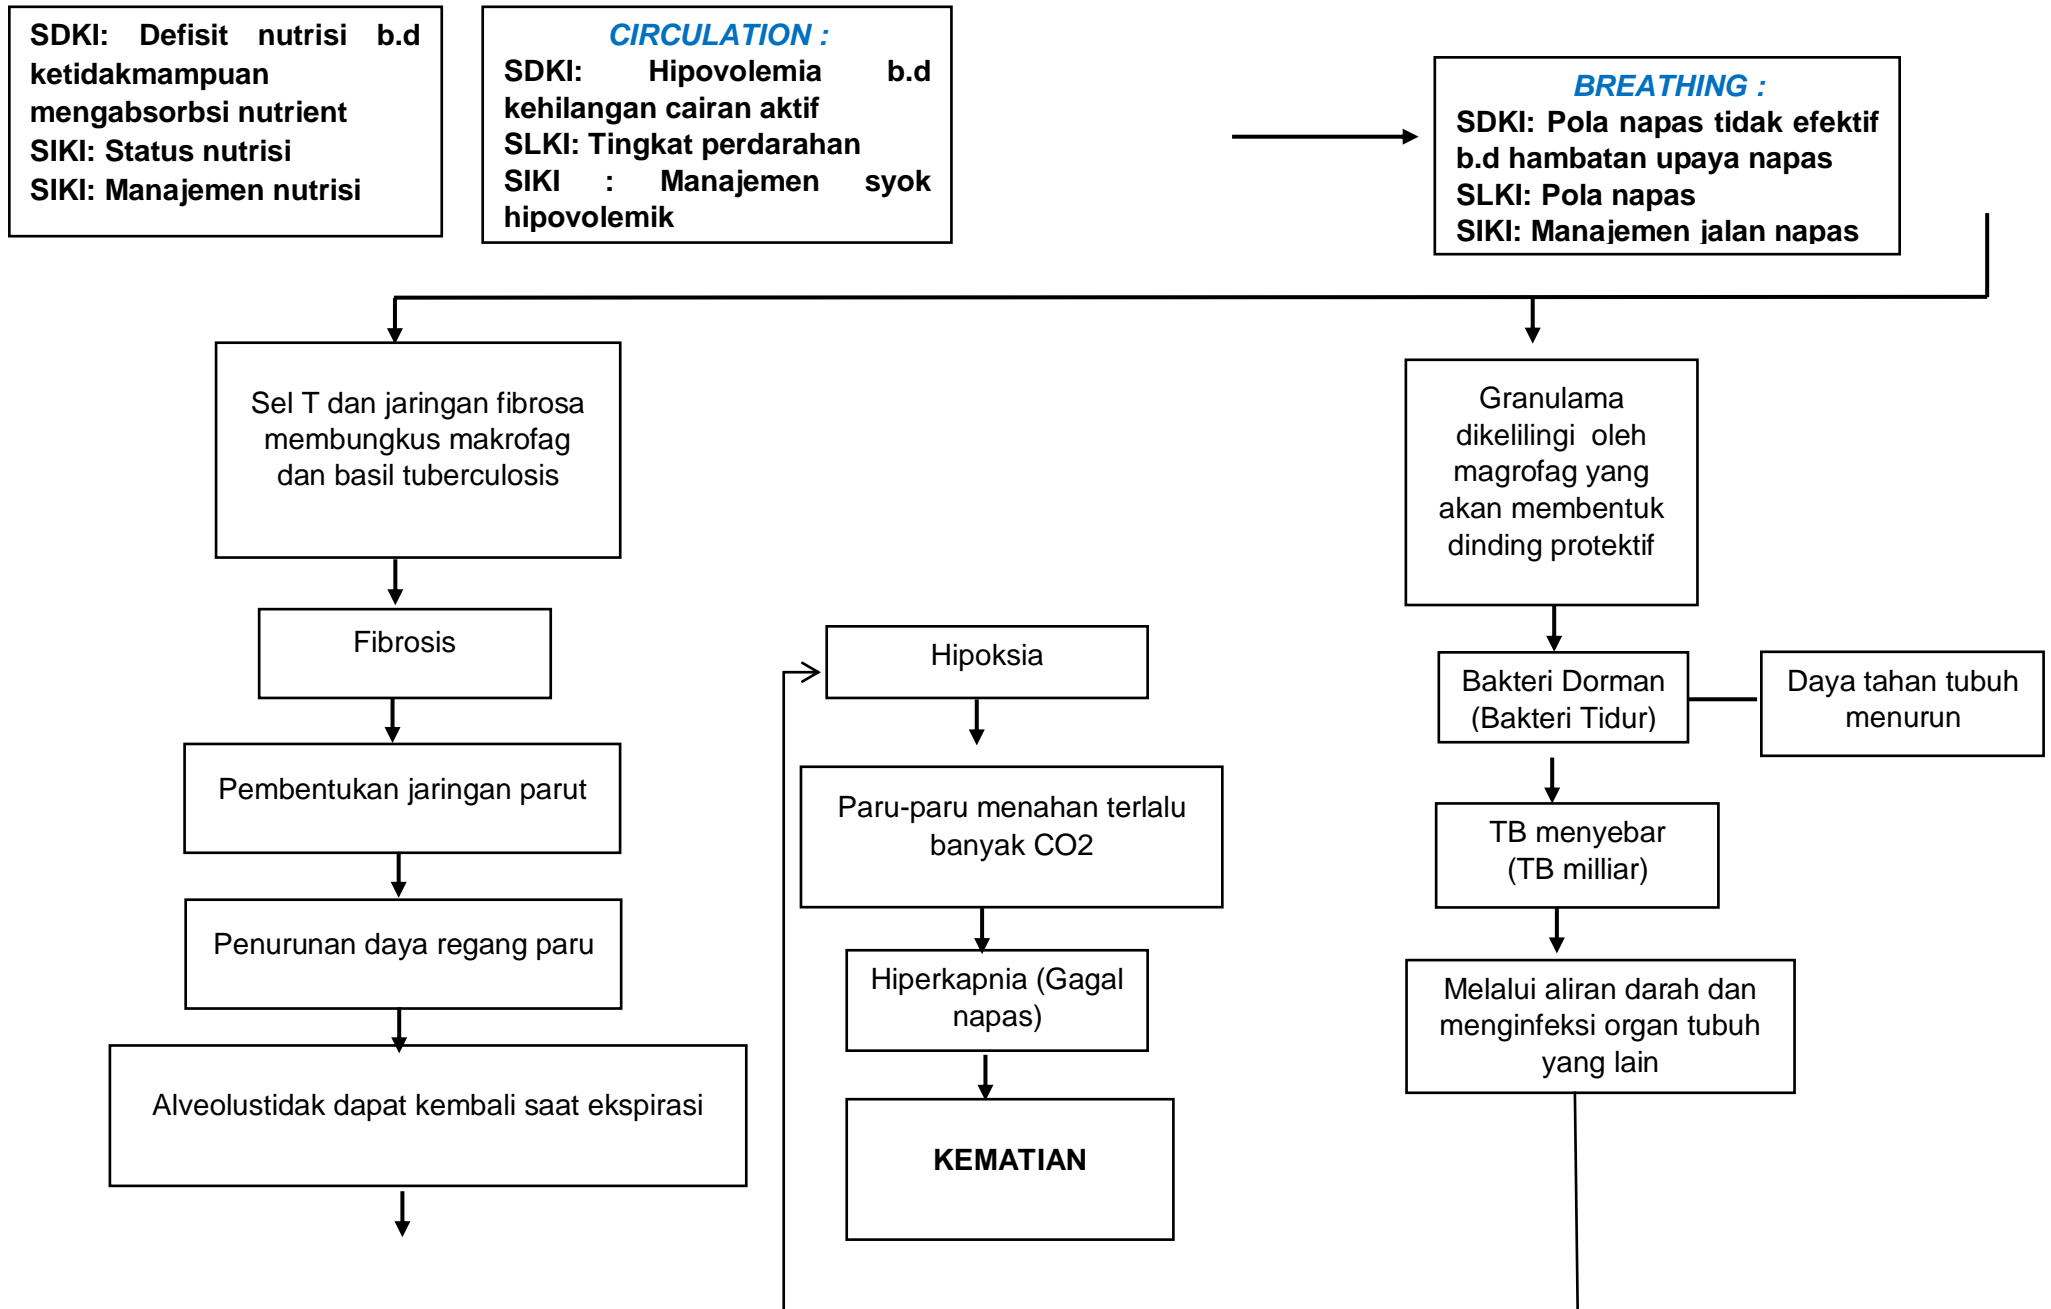 SDKI: Defisit nutrisi b.d
ketidakmampuan
mengabsorbsi nutrient
SIKI: Status nutrisi
SIKI: Manajemen nutrisi
CIRCULATION :
SDKI: Hipovolemia b.d
kehilangan cairan aktif
SLKI: Tingkat perdarahan
SIKI : Manajemen syok
hipovolemik
BREATHING :
SDKI: Pola napas tidak efektif
b.d hambatan upaya napas
SLKI: Pola napas
SIKI: Manajemen jalan napas
Sel T dan jaringan fibrosa
membungkus makrofag
dan basil tuberculosis
Fibrosis
Pembentukan jaringan parut
Penurunan daya regang paru
Alveolustidak dapat kembali saat ekspirasi
Hipoksia
Paru-paru menahan terlalu
banyak CO2
Hiperkapnia (Gagal
napas)
KEMATIAN
Granulama
dikelilingi oleh
magrofag yang
akan membentuk
dinding protektif
Bakteri Dorman
(Bakteri Tidur)
Daya tahan tubuh
menurun
TB menyebar
(TB milliar)
Melalui aliran darah dan
menginfeksi organ tubuh
yang lain